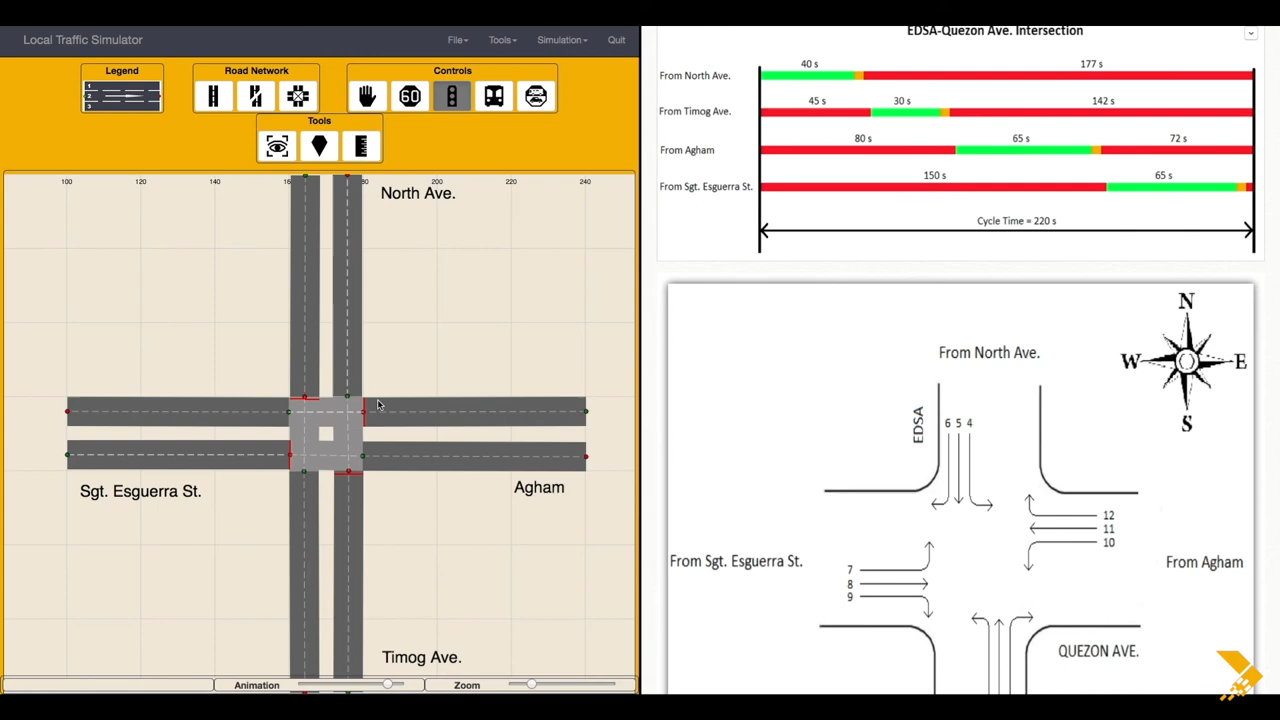 Local Traffic Simulator
File
Tools
Simulation
Quit
Legend
1
2
3
Road Network
Controls
60
Tools
100
120
140
200
220
240
North Ave.
Sgt. Esguerra St.
Agham
Timog Ave.
Animation
Zoom
EDSA-Quezon Ave. Intersection
40 s
177 s
From North Ave.
45 s
30 s
142 s
From Timog Ave.
80 s
65 s
72 s
From Agham
150 s
65 s
From Sgt. Esguerra St.
Cycle Time = 220 s
N
W
E
S
From North Ave.
EDSA
6 5 4
12
11
10
From Sgt. Esguerra St.
7
8
9
From Agham
QUEZON AVE.